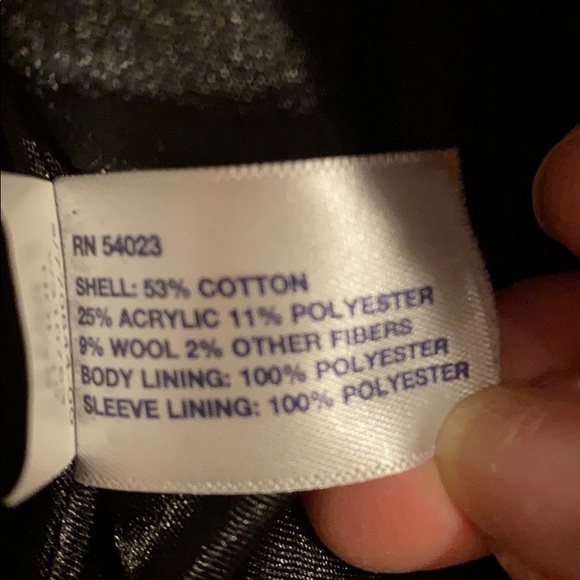 RN 54023
SHELL: 53% COTTON
25% ACRYLIC 11% POLYESTER
9% WOOL 2% OTHER FIBERS
BODY LINING: 100% POLYESTER
SLEEVE LINING: 100% POLYESTER